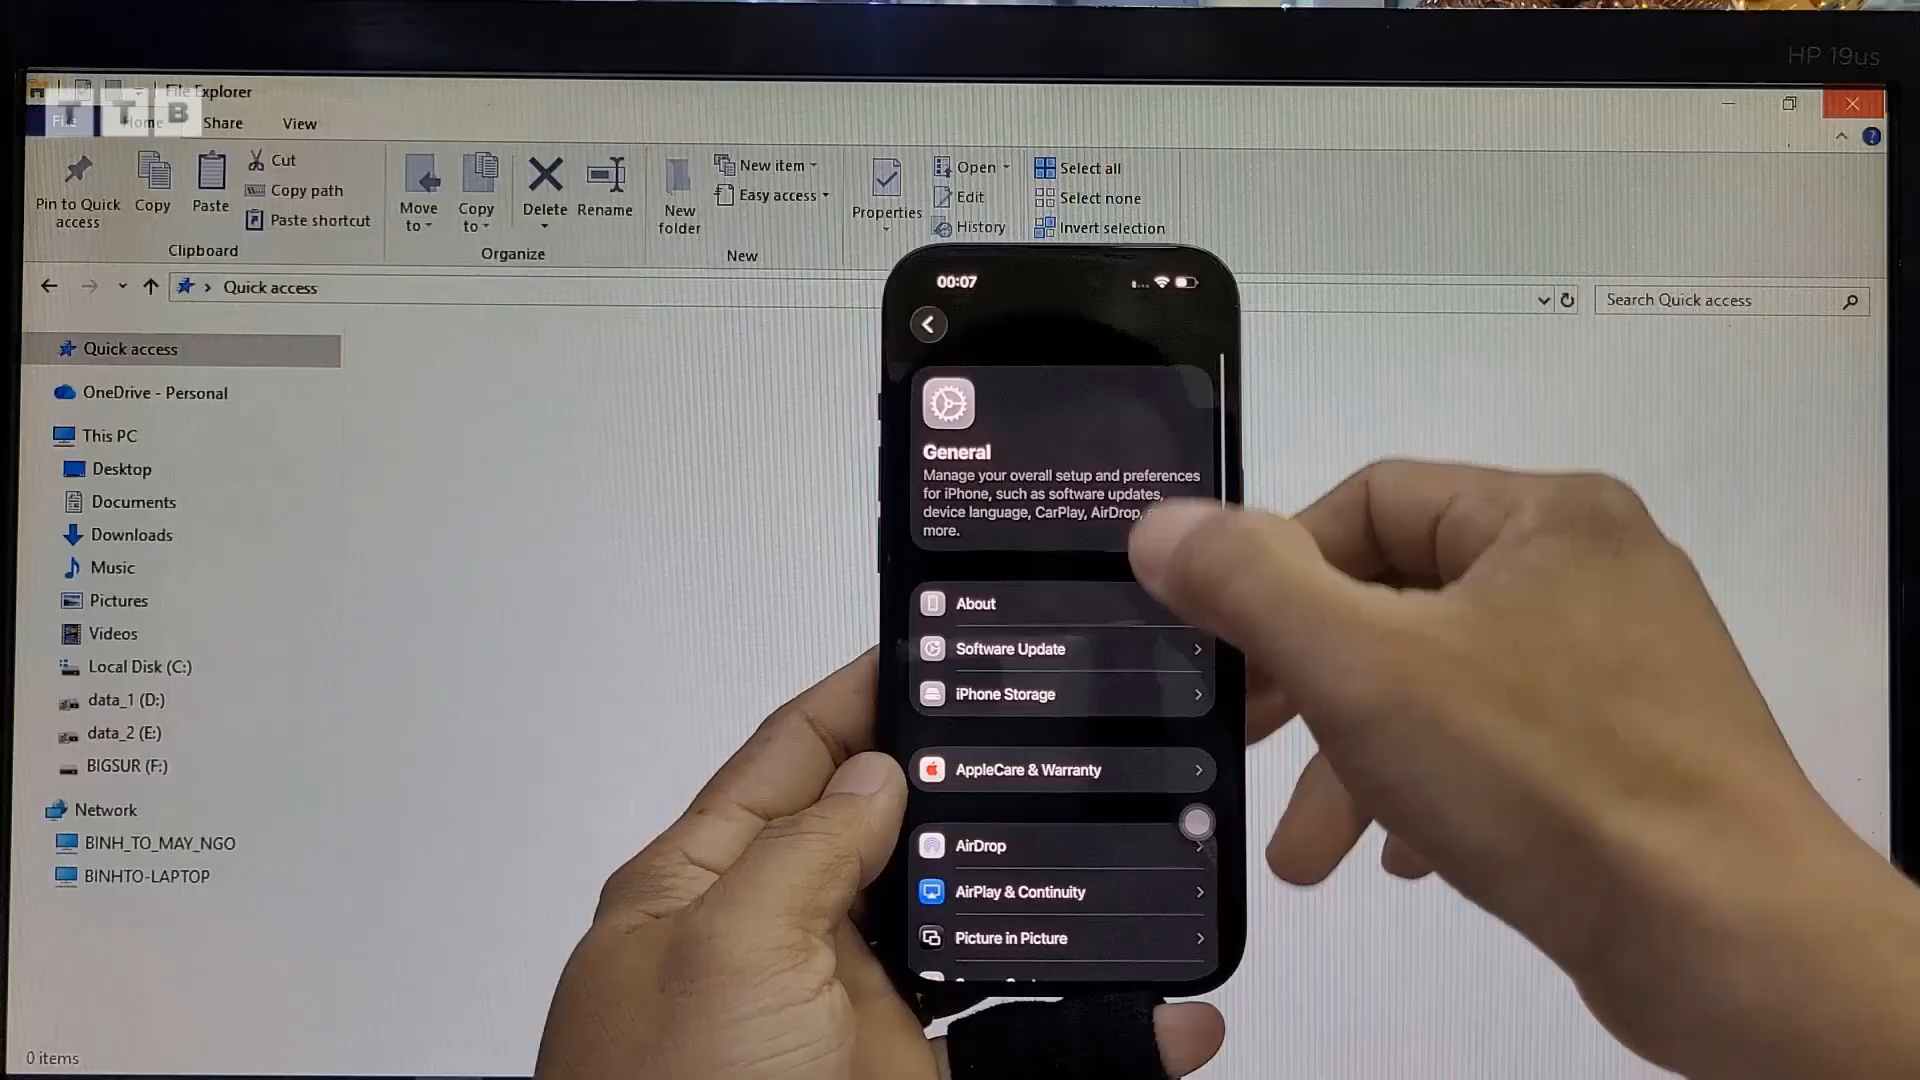 HP 19us
File Explorer
T T B
File
Home
Share
View
Pin to Quick access
Copy
Paste
Cut
Copy path
Paste shortcut
Clipboard
Move to
Copy to
Delete
Rename
Organize
New folder
New item
Easy access
New
Properties
Open
Edit
History
Select all
Select none
Invert selection
Quick access
Search Quick access
Quick access
OneDrive - Personal
This PC
Desktop
Documents
Downloads
Music
Pictures
Videos
Local Disk (C:)
data_1 (D:)
data_2 (E:)
BIGSUR (F:)
Network
BINH_TO_MAY_NGO
BINHTO-LAPTOP
0 items
00:07
General
Manage your overall setup and preferences
for iPhone, such as software updates,
device language, CarPlay, AirDrop,
more.
About
Software Update
iPhone Storage
AppleCare & Warranty
AirDrop
AirPlay & Continuity
Picture in Picture